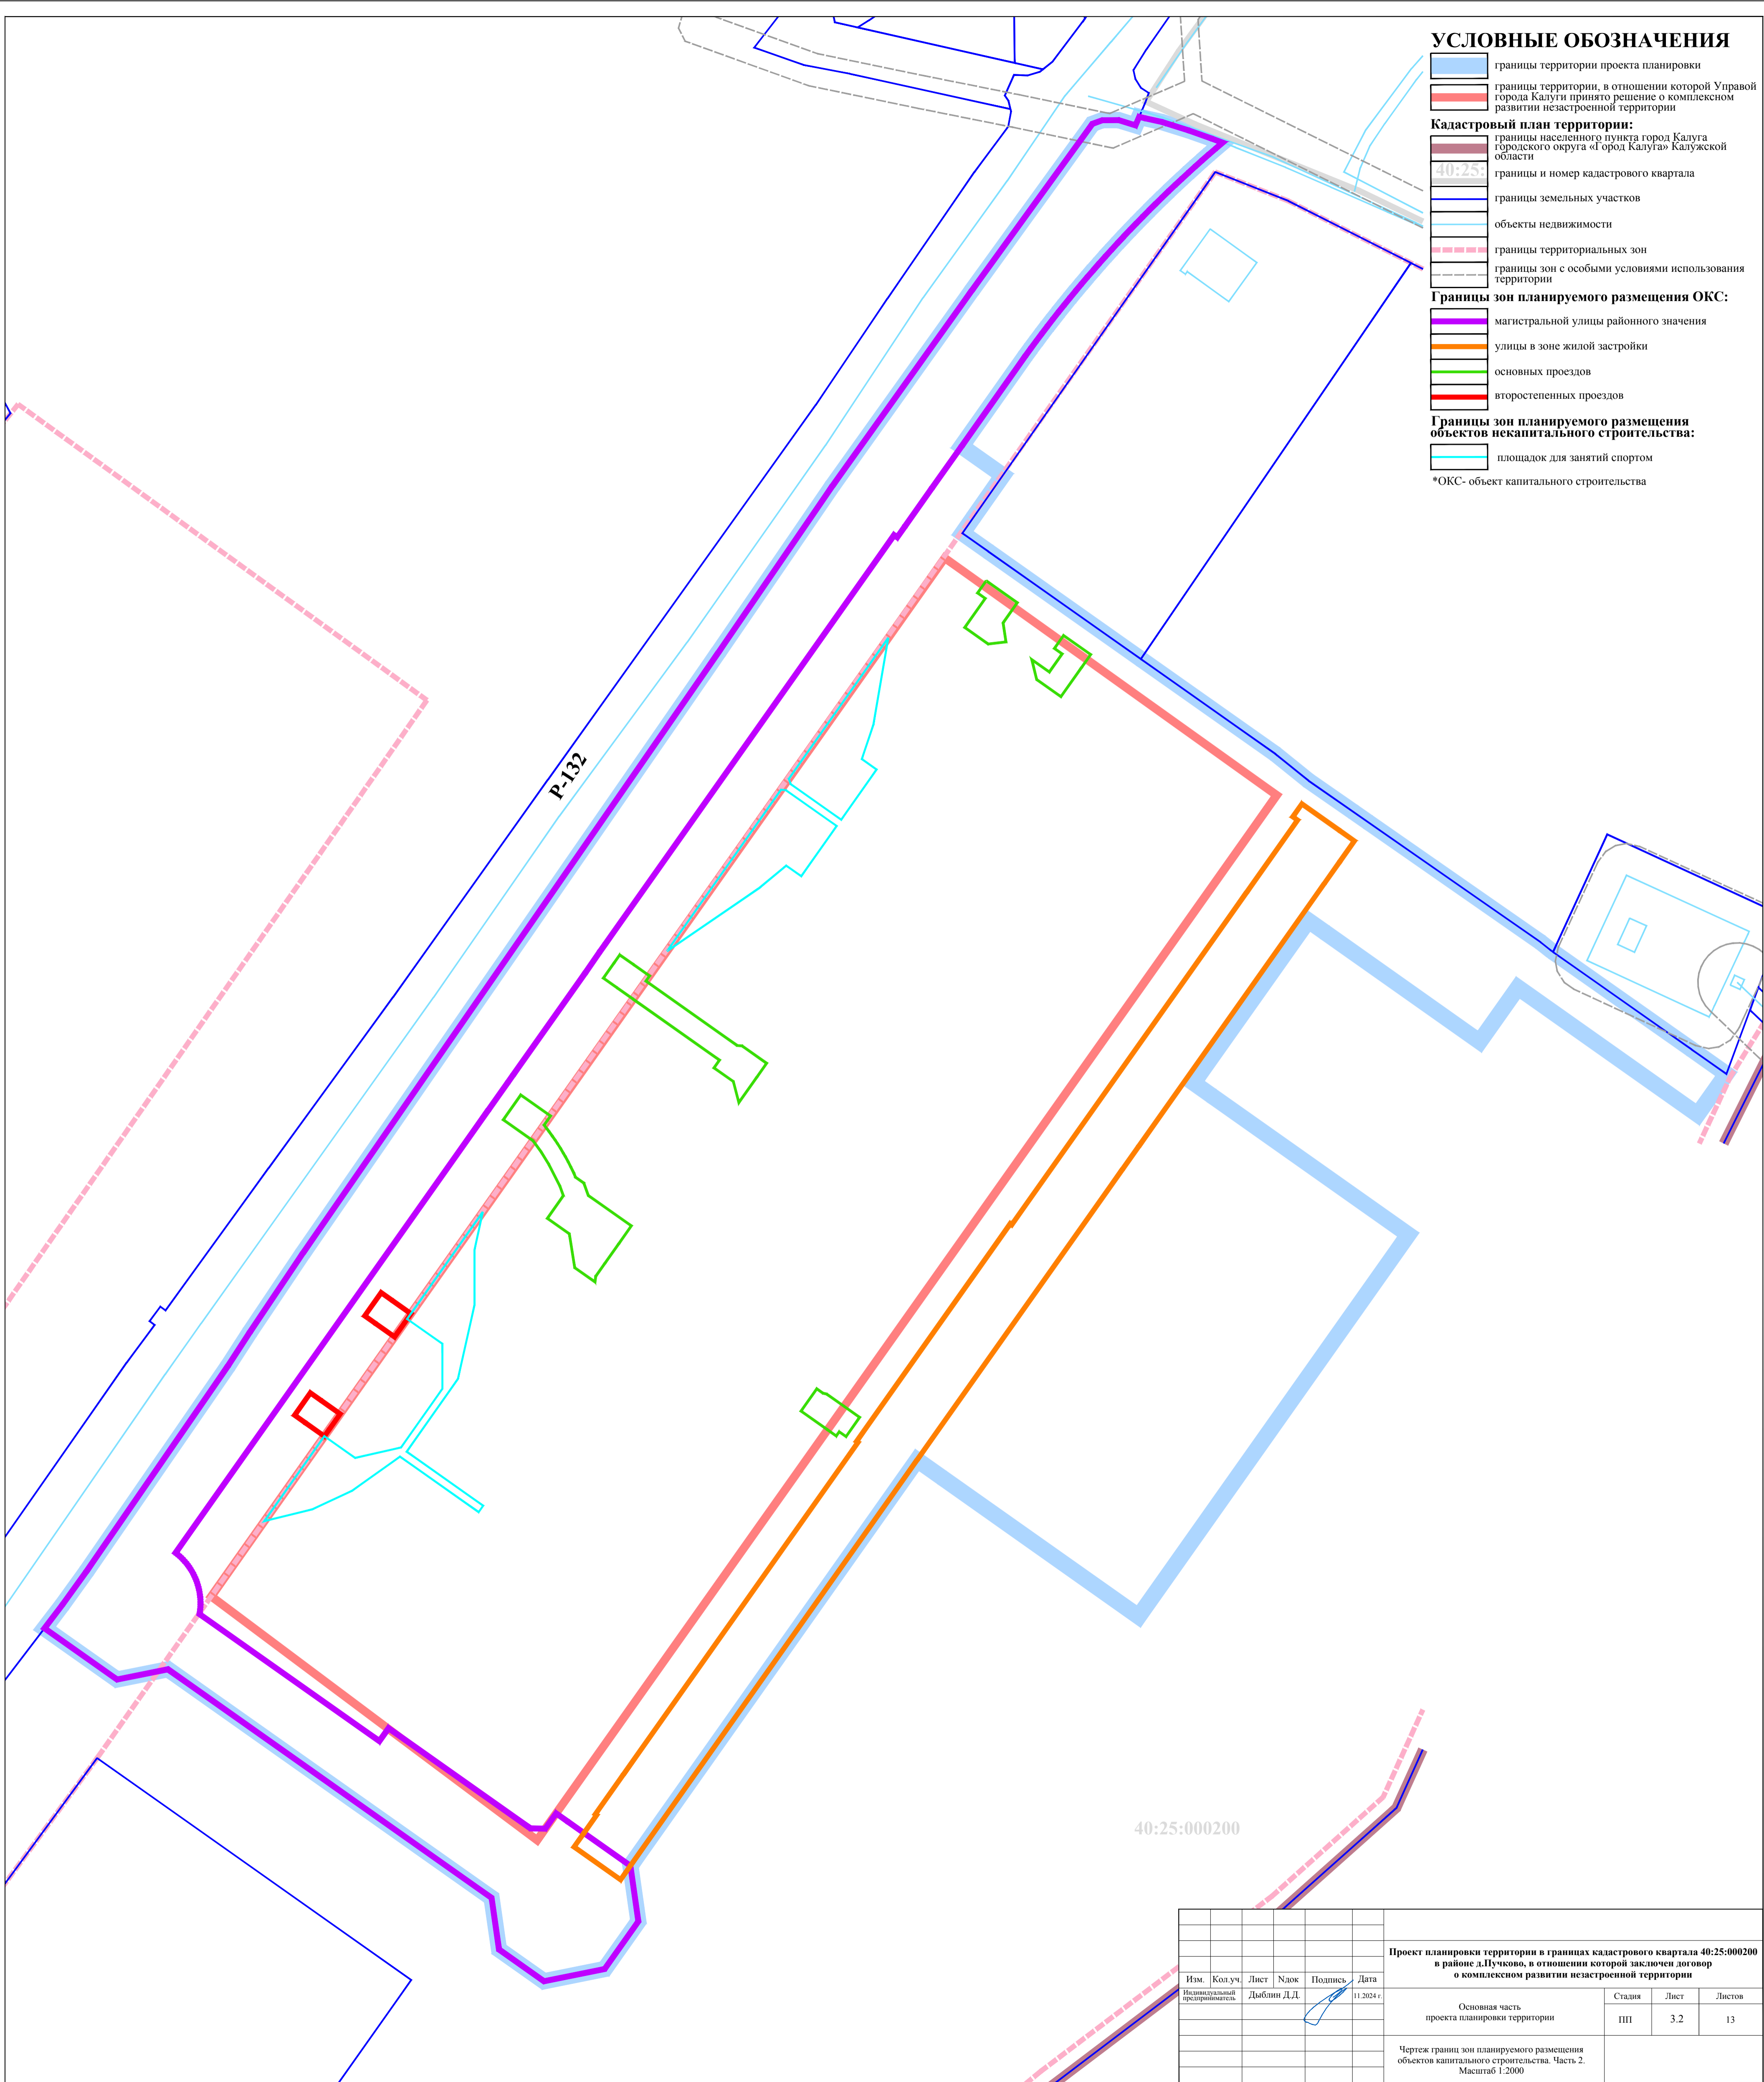 УСЛОВНЫЕ ОБОЗНАЧЕНИЯ
границы территории проекта планировки
границы территории, в отношении которой Управой
города Калуги принято решение о комплексном
развитии незастроенной территории
Кадастровый план территории:
границы населенного пункта город Калуга
городского округа «Город Калуга» Калужской
области
40:25:
границы и номер кадастрового квартала
границы земельных участков
объекты недвижимости
границы территориальных зон
границы зон с особыми условиями использования
территории
Границы зон планируемого размещения ОКС:
магистральной улицы районного значения
улицы в зоне жилой застройки
основных проездов
второстепенных проездов
Границы зон планируемого размещения
объектов некапитального строительства:
площадок для занятий спортом
*ОКС- объект капитального строительства
Р-132
40:25:000200
Проект планировки территории в границах кадастрового квартала 40:25:000200
в районе д.Пучково, в отношении которой заключен договор
о комплексном развитии незастроенной территории
Изм. Кол.уч. Лист Nдок Подпись Дата
Индивидуальный
предприниматель
Дыблин Д.Д.
11.2024 г.
Основная часть
проекта планировки территории
Стадия Лист Листов
ПП 3.2 13
Чертеж границ зон планируемого размещения
объектов капитального строительства. Часть 2.
Масштаб 1:2000